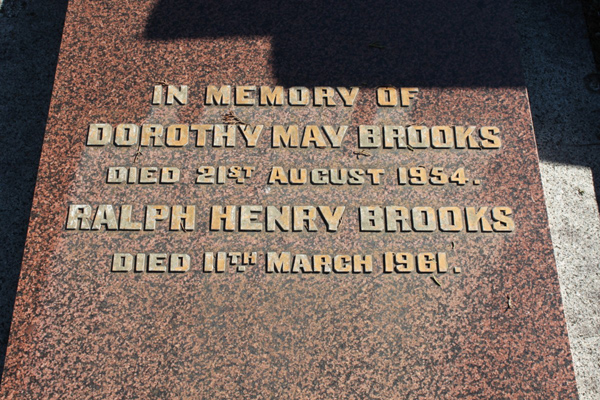 IN MEMORY OF
DOROTHY MAY BROOKS
DIED 21ST AUGUST 1954.
RALPH HENRY BROOKS
DIED 11TH MARCH 1961.